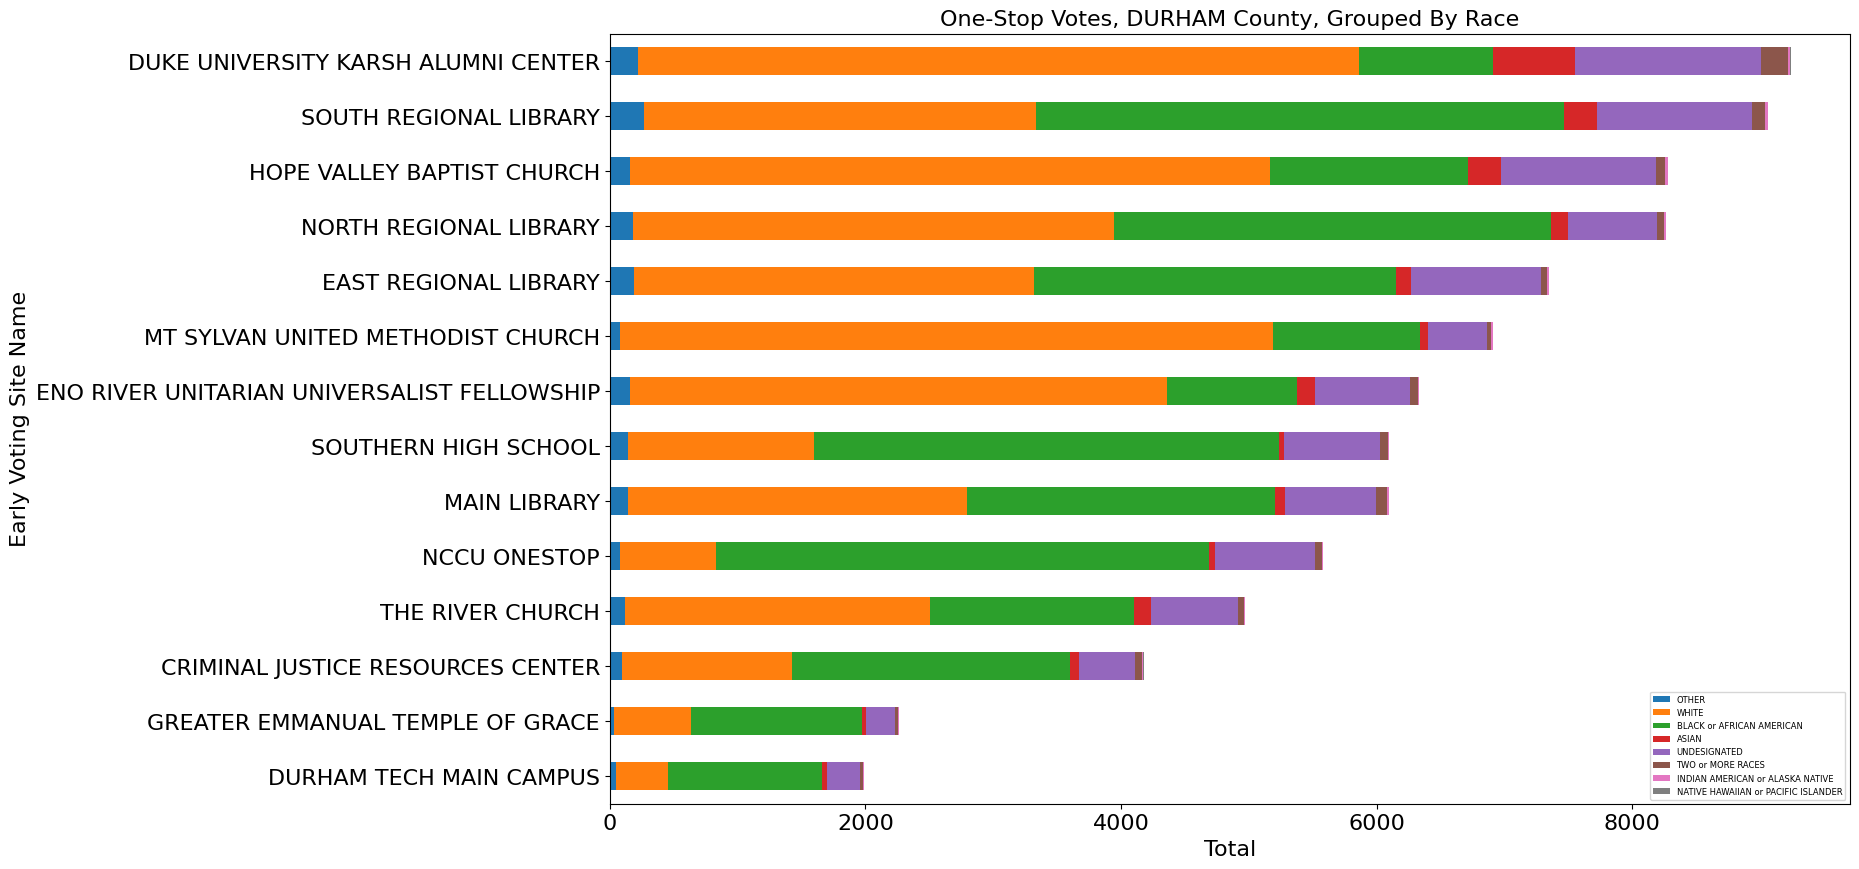 One-Stop Votes, DURHAM County, Grouped By Race
Early Voting Site Name
DUKE UNIVERSITY KARSH ALUMNI CENTER
SOUTH REGIONAL LIBRARY
HOPE VALLEY BAPTIST CHURCH
NORTH REGIONAL LIBRARY
EAST REGIONAL LIBRARY
MT SYLVAN UNITED METHODIST CHURCH
ENO RIVER UNITARIAN UNIVERSALIST FELLOWSHIP
SOUTHERN HIGH SCHOOL
MAIN LIBRARY
NCCU ONESTOP
THE RIVER CHURCH
CRIMINAL JUSTICE RESOURCES CENTER
GREATER EMMANUAL TEMPLE OF GRACE
DURHAM TECH MAIN CAMPUS
OTHER
WHITE
BLACK or AFRICAN AMERICAN
ASIAN
UNDESIGNATED
TWO or MORE RACES
INDIAN AMERICAN or ALASKA NATIVE
NATIVE HAWAIIAN or PACIFIC ISLANDER
0 2000 4000 6000 8000
Total